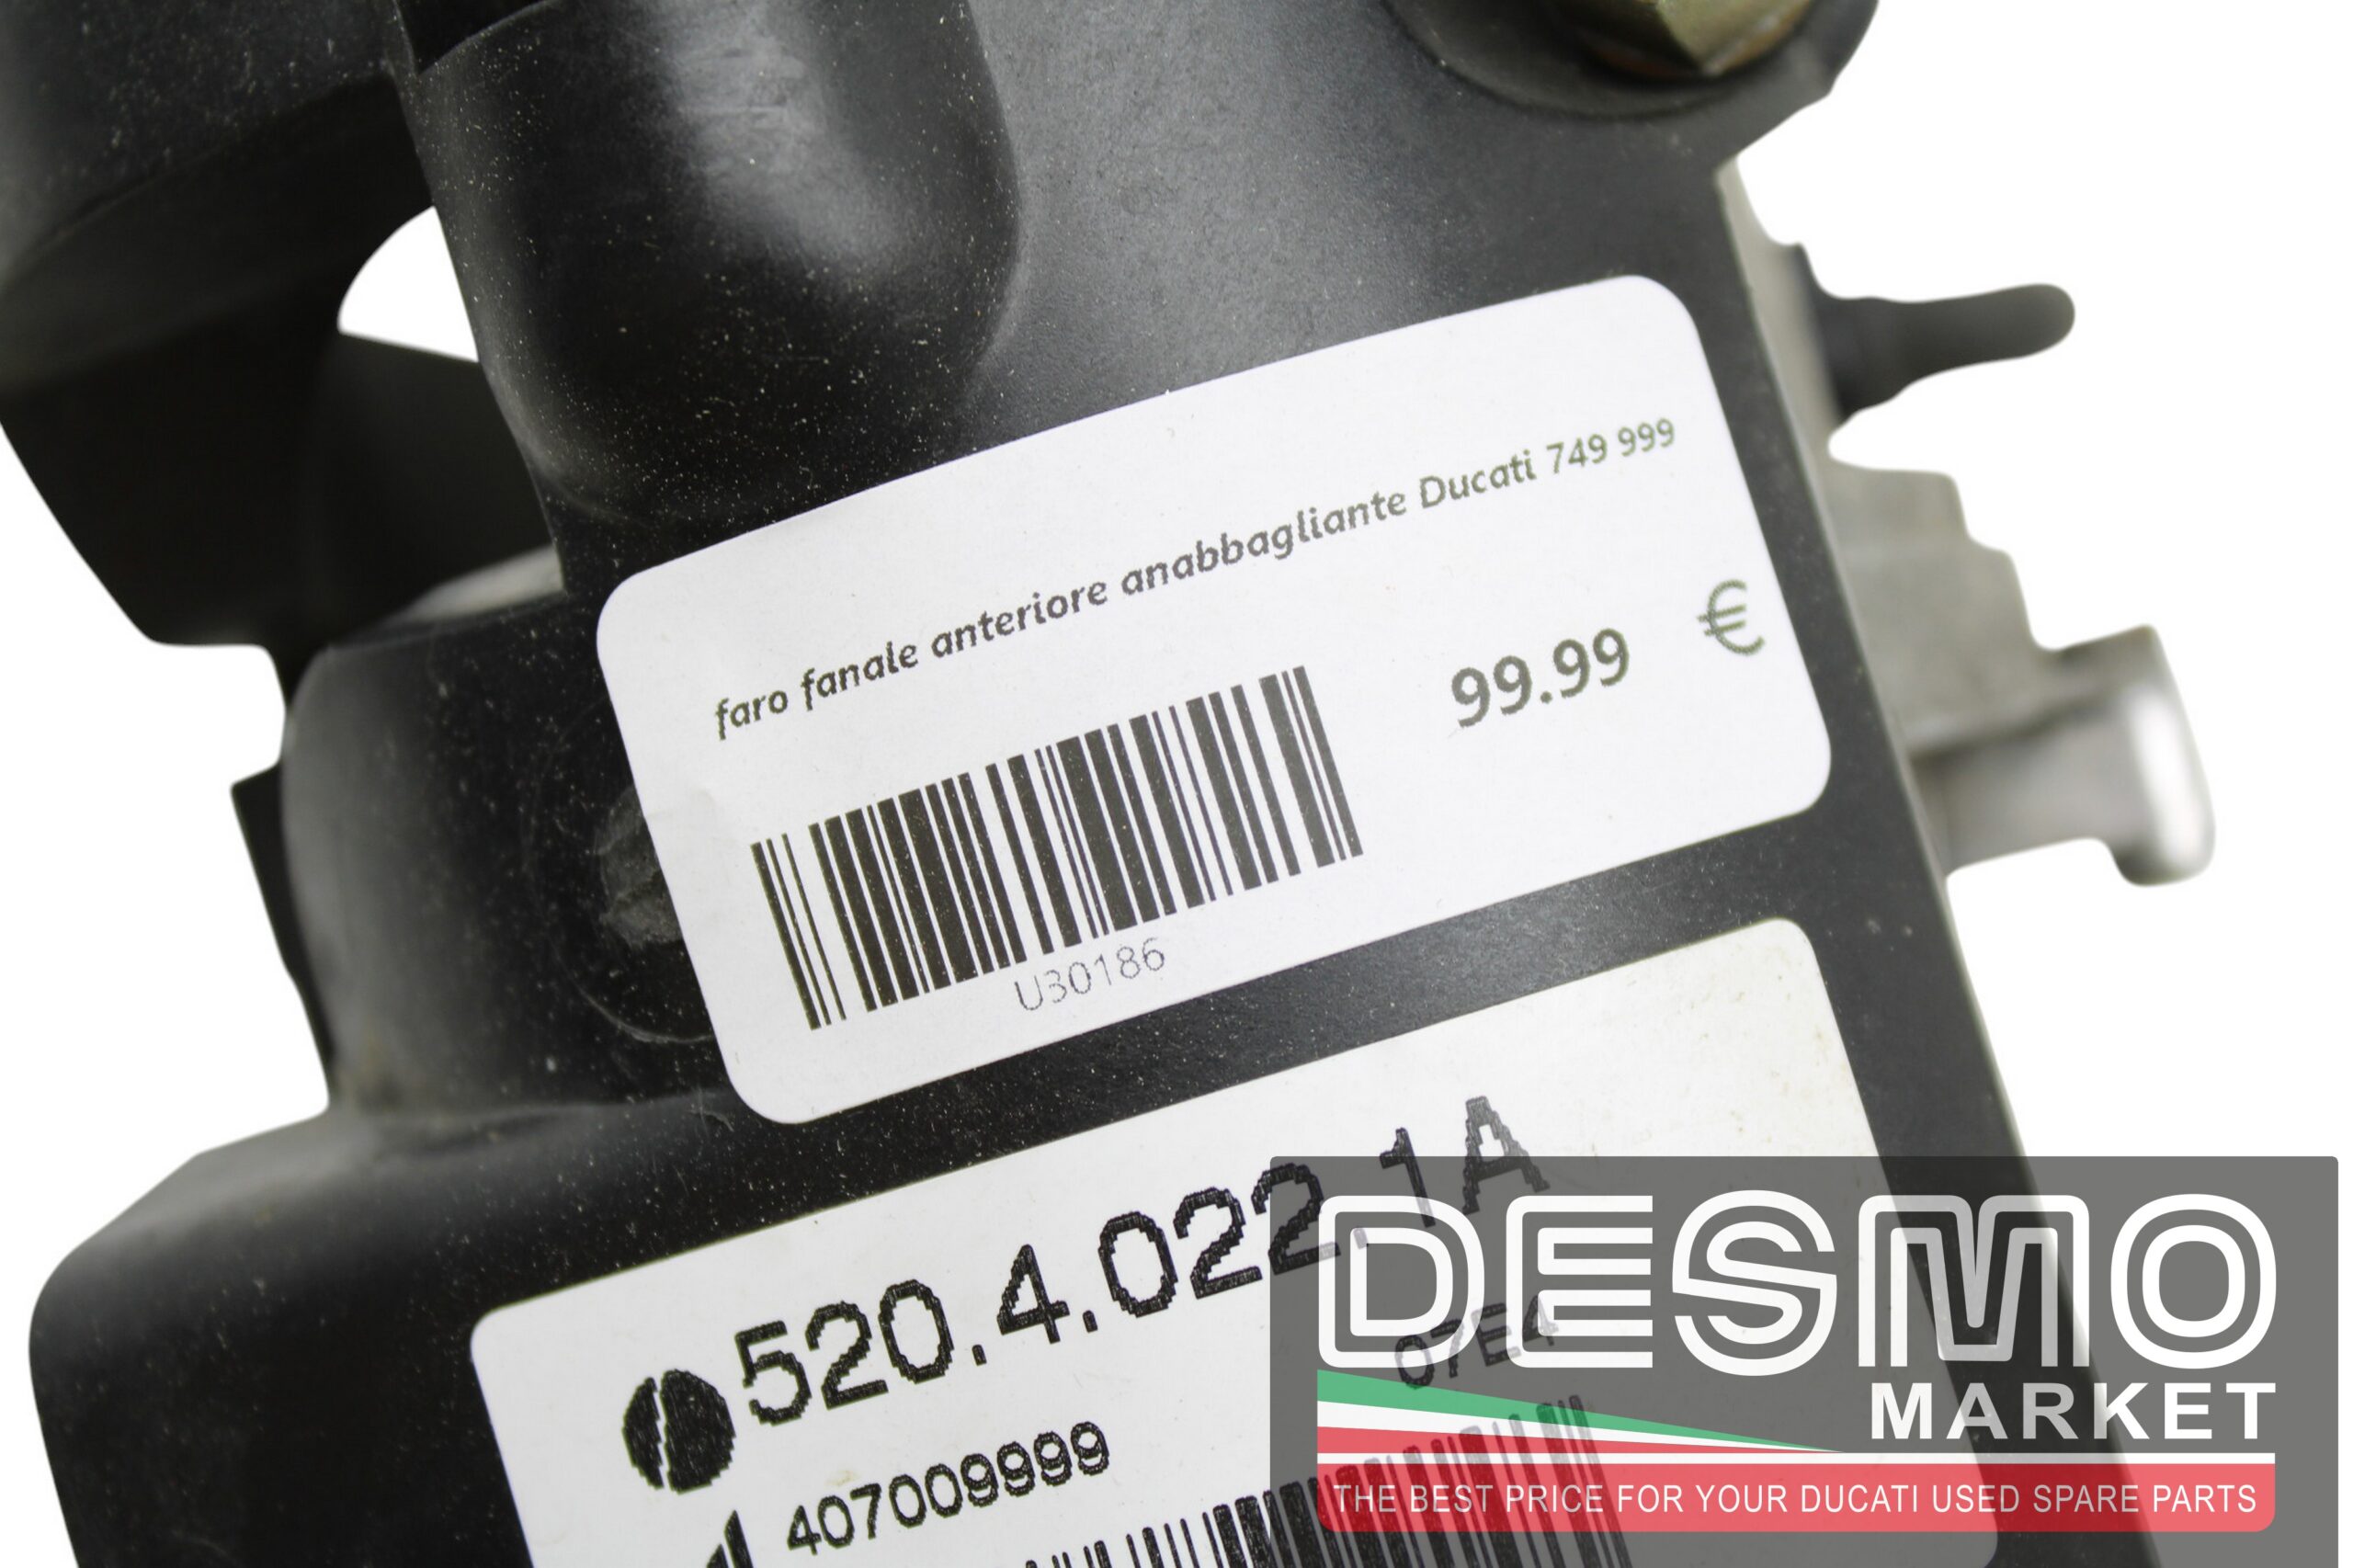 faro fanale anteriore anabbagliante Ducati 749 999
99.99 €
U30186
520.4.022.1A
07E4
407009999
DESMO
MARKET
THE BEST PRICE FOR YOUR DUCATI USED SPARE PARTS